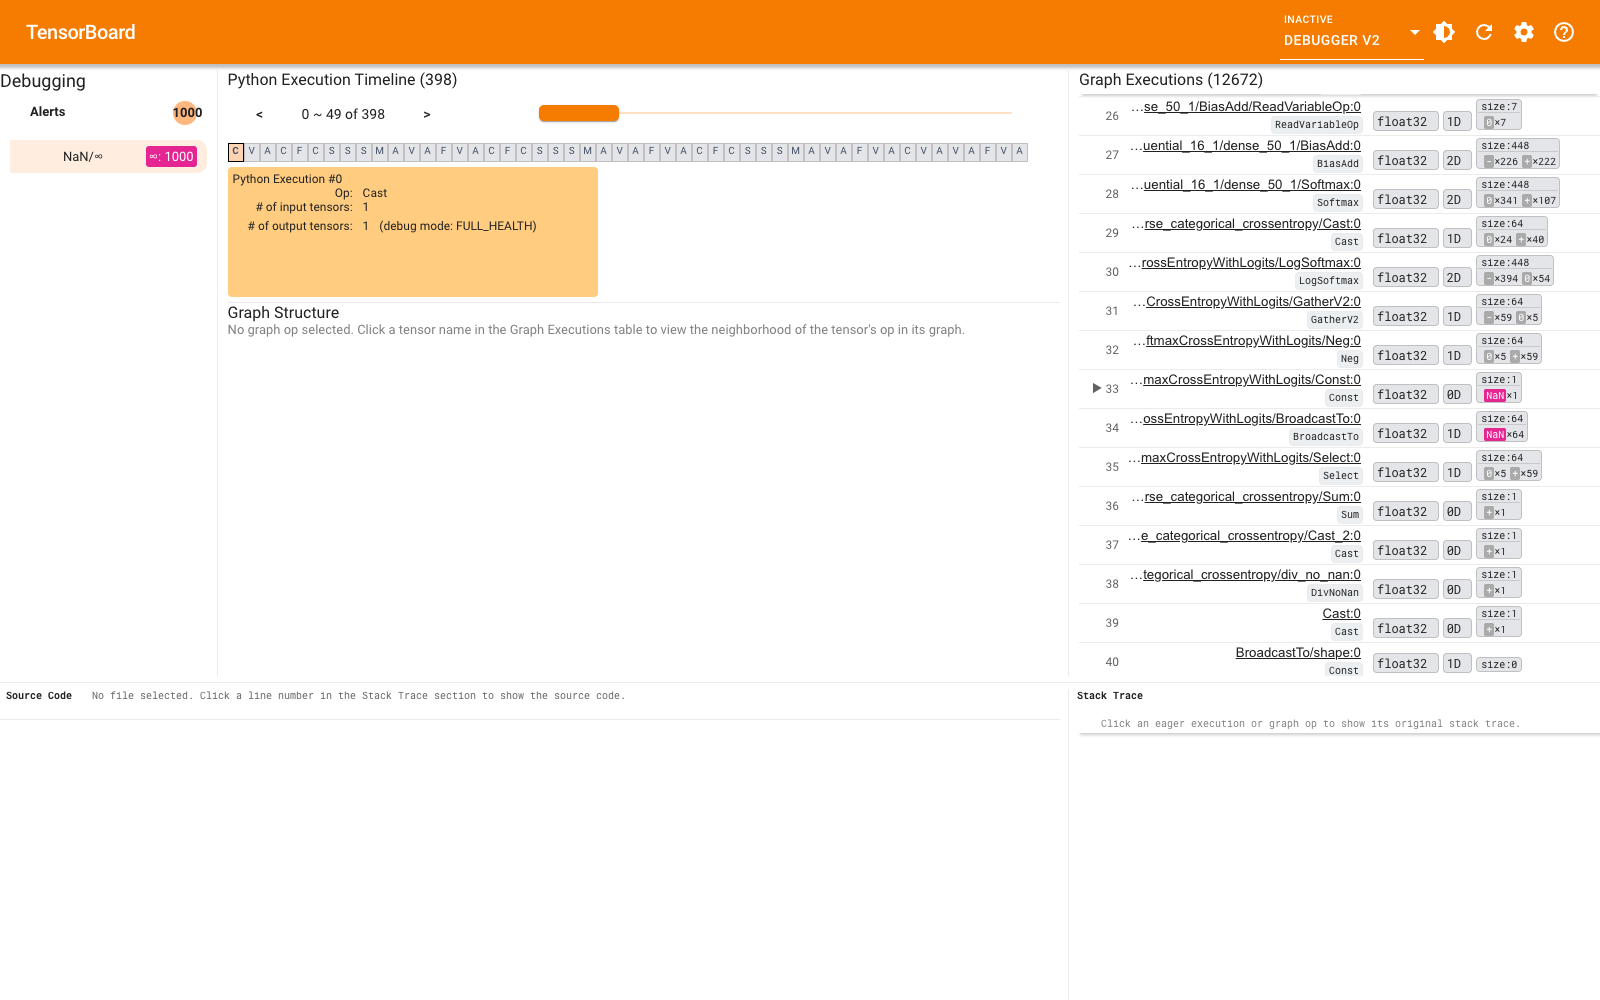 TensorBoard
INACTIVE
DEBUGGER V2
Debugging
Alerts
1000
NaN/∞
∞: 1000
Python Execution Timeline (398)
<
0 ~ 49 of 398
>
C V A C F C S S S M A V A F V A C F C S S S M A V A F V A C F C S S S M A V A F V A C V A V A F V A
Python Execution #0
Op: Cast
# of input tensors: 1
# of output tensors: 1 (debug mode: FULL_HEALTH)
Graph Structure
No graph op selected. Click a tensor name in the Graph Executions table to view the neighborhood of the tensor's op in its graph.
Graph Executions (12672)
26 …se_50_1/BiasAdd/ReadVariableOp:0 float32 1D size:7
ReadVariableOp 0×7
27 …uential_16_1/dense_50_1/BiasAdd:0 float32 2D size:448
BiasAdd -×226 +×222
28 …uential_16_1/dense_50_1/Softmax:0 float32 2D size:448
Softmax 0×341 +×107
29 …rse_categorical_crossentropy/Cast:0 float32 1D size:64
Cast 0×24 +×40
30 …rossEntropyWithLogits/LogSoftmax:0 float32 2D size:448
LogSoftmax -×394 0×54
31 …CrossEntropyWithLogits/GatherV2:0 float32 1D size:64
GatherV2 -×59 0×5
32 …ftmaxCrossEntropyWithLogits/Neg:0 float32 1D size:64
Neg 0×5 +×59
33 …maxCrossEntropyWithLogits/Const:0 float32 0D size:1
Const NaN×1
34 …ossEntropyWithLogits/BroadcastTo:0 float32 1D size:64
BroadcastTo NaN×64
35 …maxCrossEntropyWithLogits/Select:0 float32 1D size:64
Select 0×5 +×59
36 …rse_categorical_crossentropy/Sum:0 float32 0D size:1
Sum +×1
37 …e_categorical_crossentropy/Cast_2:0 float32 0D size:1
Cast +×1
38 …tegorical_crossentropy/div_no_nan:0 float32 0D size:1
DivNoNan +×1
39 Cast:0 float32 0D size:1
Cast +×1
40 BroadcastTo/shape:0 float32 1D size:0
Const
Source Code No file selected. Click a line number in the Stack Trace section to show the source code.
Stack Trace
Click an eager execution or graph op to show its original stack trace.